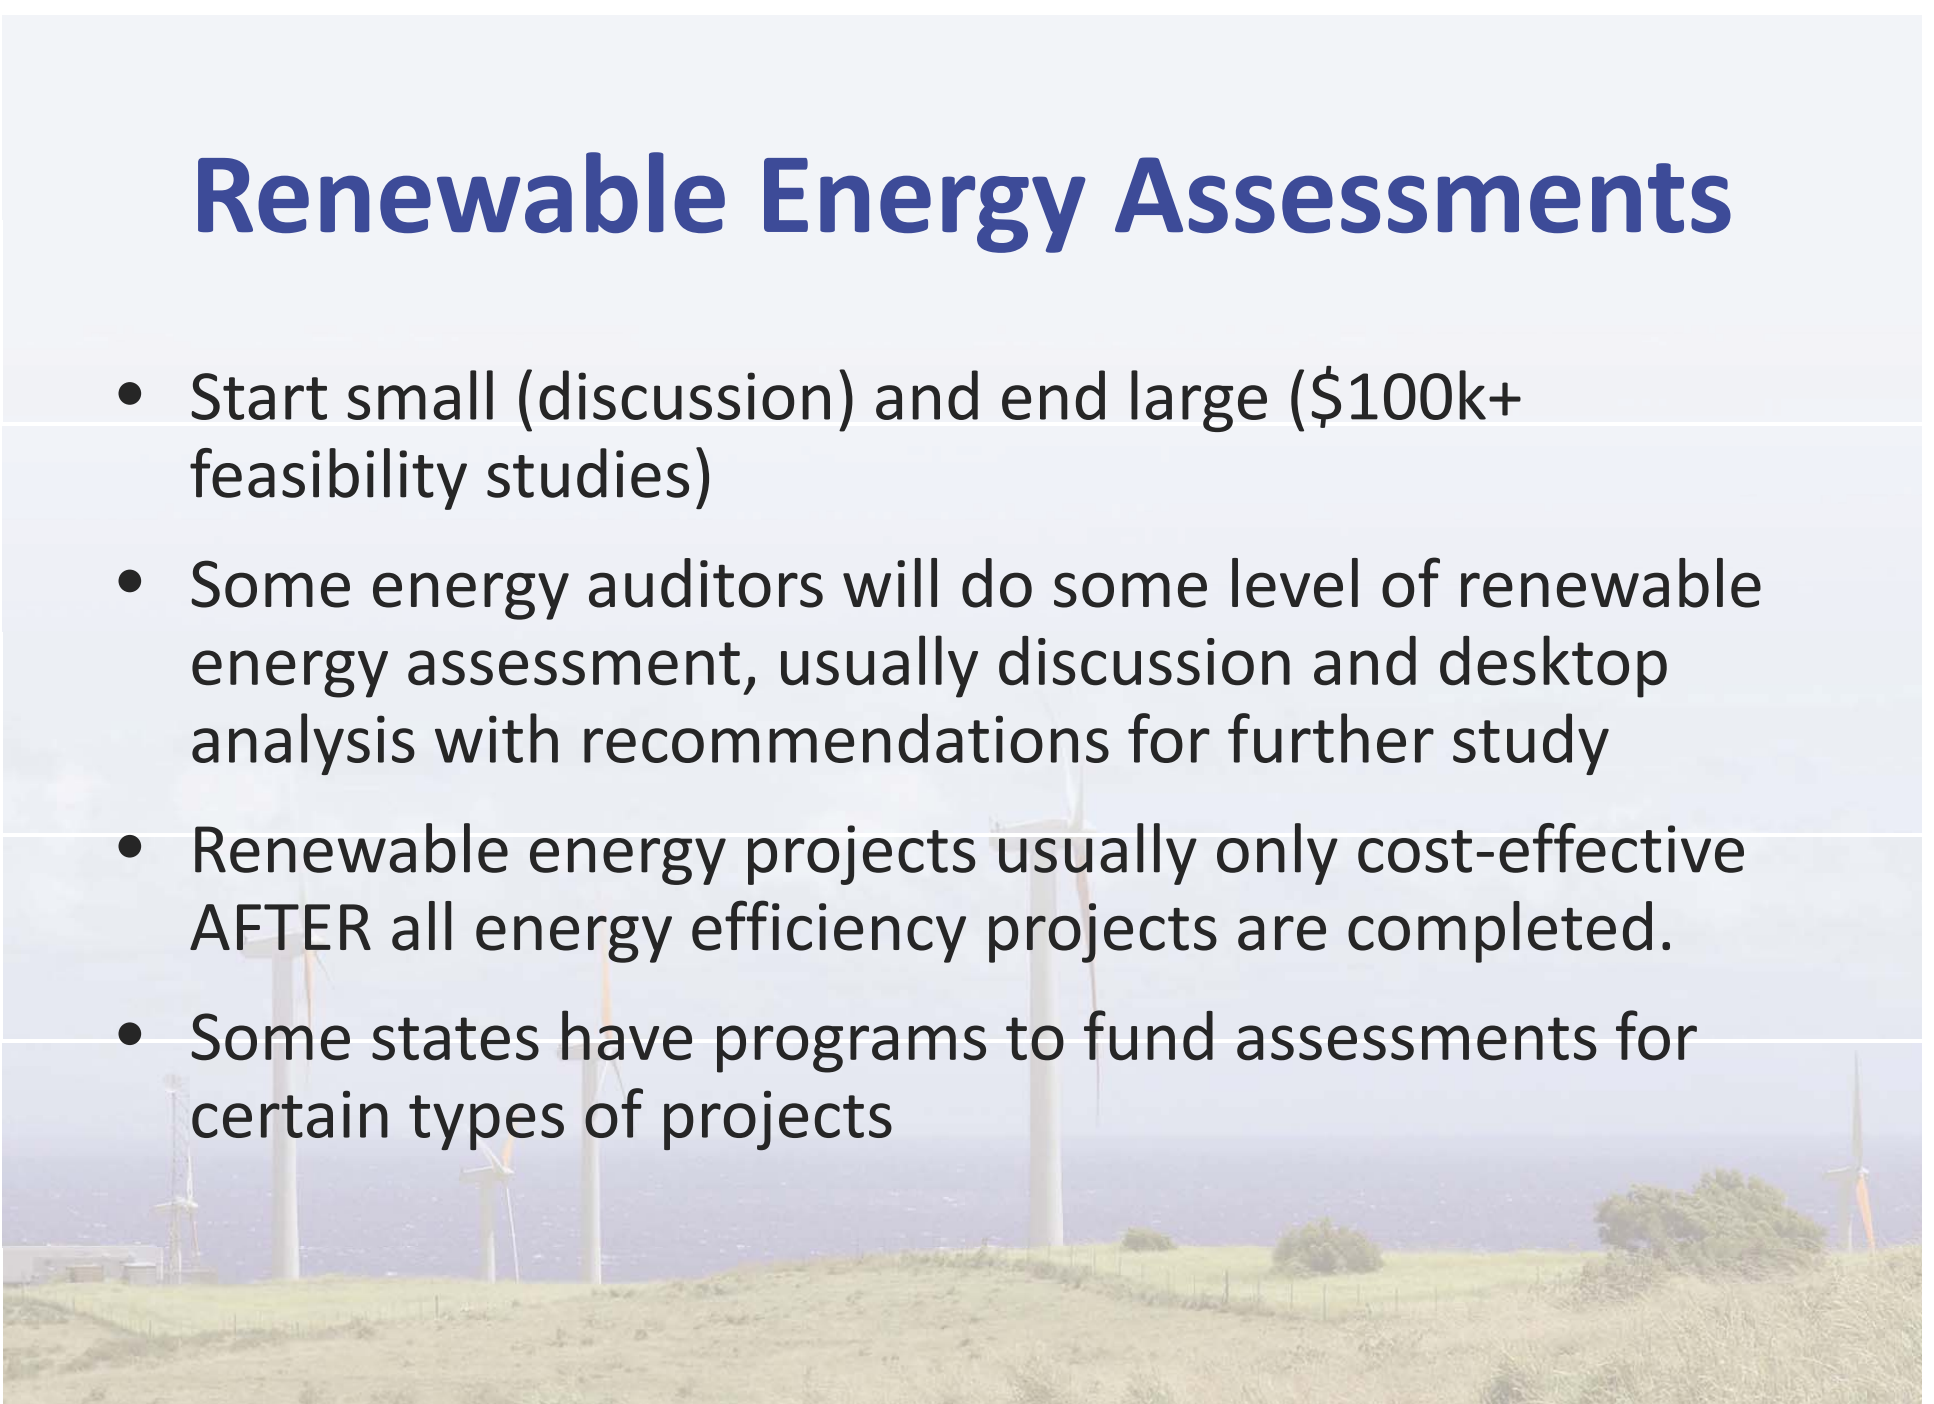 Renewable Energy Assessments
• Start small (discussion) and end large ($100k+
feasibility studies)
• Some energy auditors will do some level of renewable
energy assessment, usually discussion and desktop
analysis with recommendations for further study
• Renewable energy projects usually only cost-effective
AFTER all energy efficiency projects are completed.
• Some states have programs to fund assessments for
certain types of projects